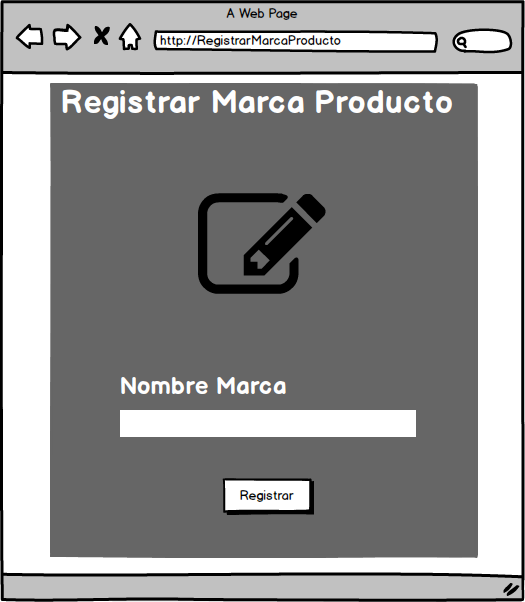 A Web Page
http://RegistrarMarcaProducto
Registrar Marca Producto
Nombre Marca
Registrar